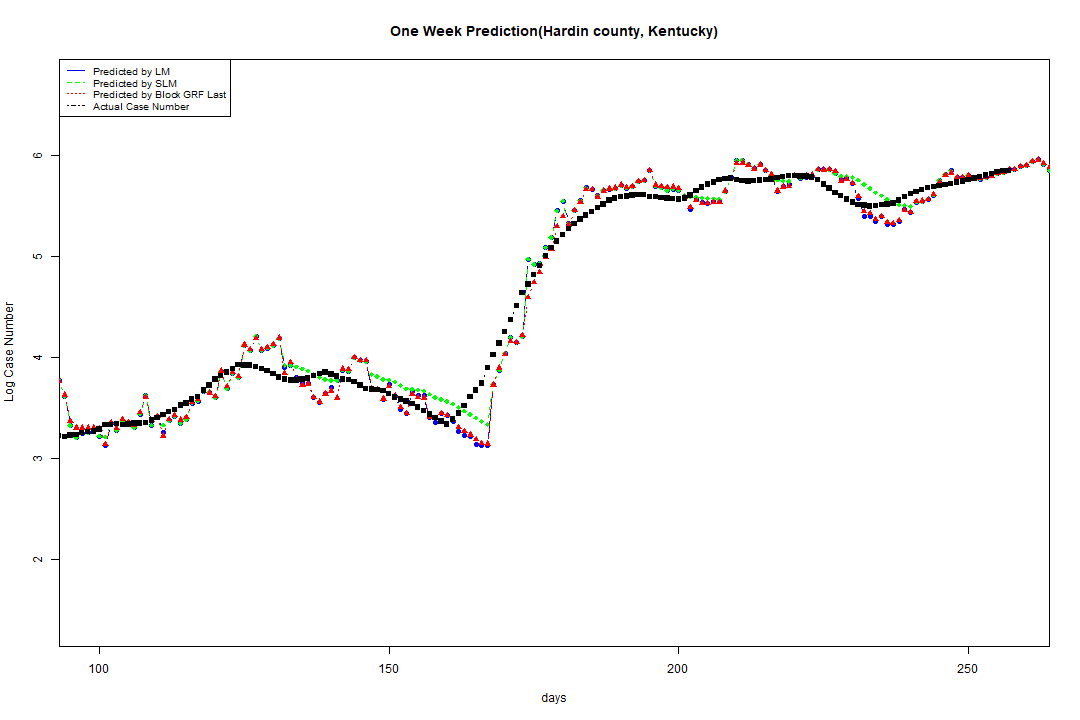 One Week Prediction(Hardin county, Kentucky)
Predicted by LM
Predicted by SLM
Predicted by Block GRF Last
Actual Case Number
6
5
4
3
2
Log Case Number
100
150
200
250
days